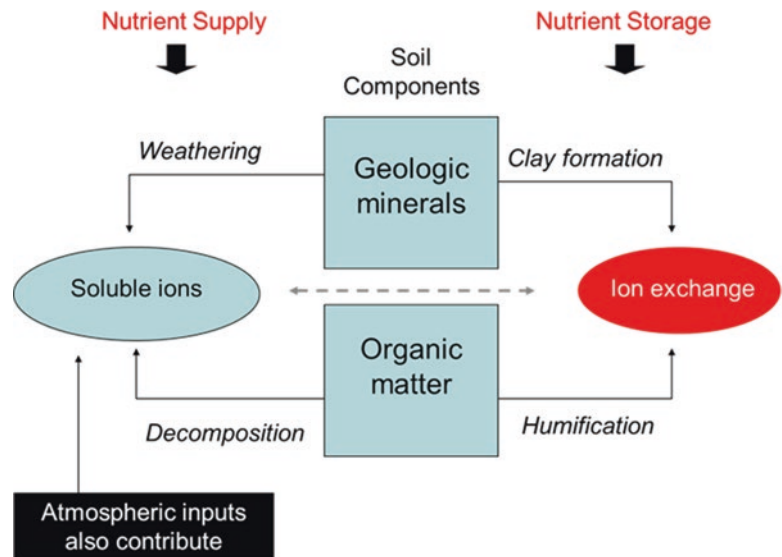 Nutrient Supply
Nutrient Storage
Soil
Components
Weathering
Geologic
minerals
Clay formation
Soluble ions
Ion exchange
Organic
matter
Decomposition
Humification
Atmospheric inputs
also contribute